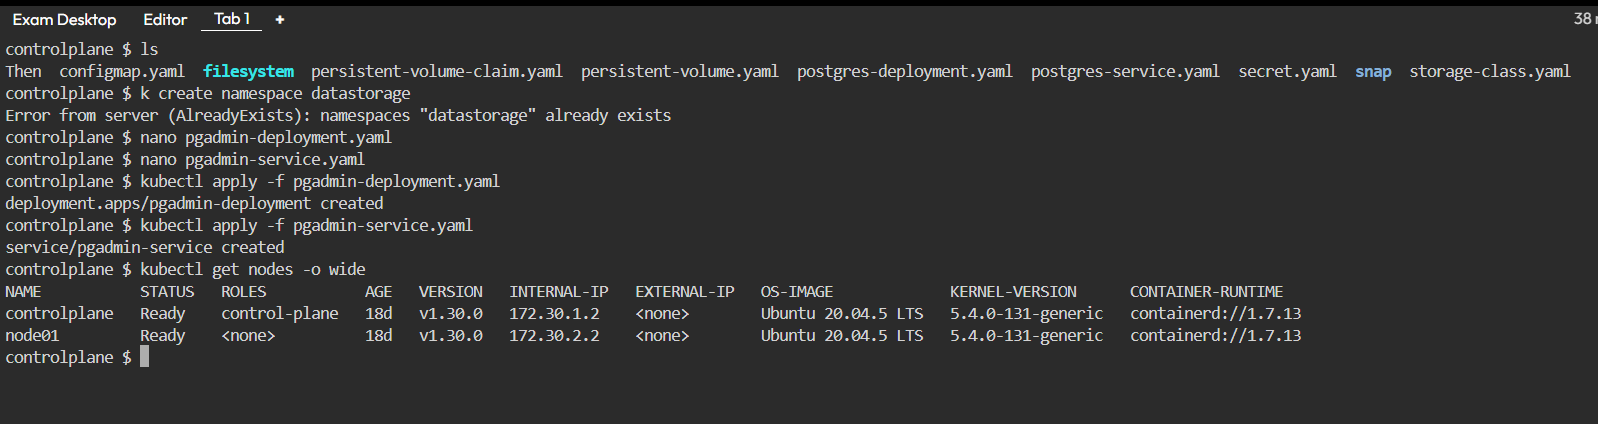 Exam Desktop Editor Tab 1 + 38
controlplane $ ls
Then configmap.yaml filesystem persistent-volume-claim.yaml persistent-volume.yaml postgres-deployment.yaml postgres-service.yaml secret.yaml snap storage-class.yaml
controlplane $ k create namespace datastorage
Error from server (AlreadyExists): namespaces "datastorage" already exists
controlplane $ nano pgadmin-deployment.yaml
controlplane $ nano pgadmin-service.yaml
controlplane $ kubectl apply -f pgadmin-deployment.yaml
deployment.apps/pgadmin-deployment created
controlplane $ kubectl apply -f pgadmin-service.yaml
service/pgadmin-service created
controlplane $ kubectl get nodes -o wide
NAME STATUS ROLES AGE VERSION INTERNAL-IP EXTERNAL-IP OS-IMAGE KERNEL-VERSION CONTAINER-RUNTIME
controlplane Ready control-plane 18d v1.30.0 172.30.1.2 <none> Ubuntu 20.04.5 LTS 5.4.0-131-generic containerd://1.7.13
node01 Ready <none> 18d v1.30.0 172.30.2.2 <none> Ubuntu 20.04.5 LTS 5.4.0-131-generic containerd://1.7.13
controlplane $